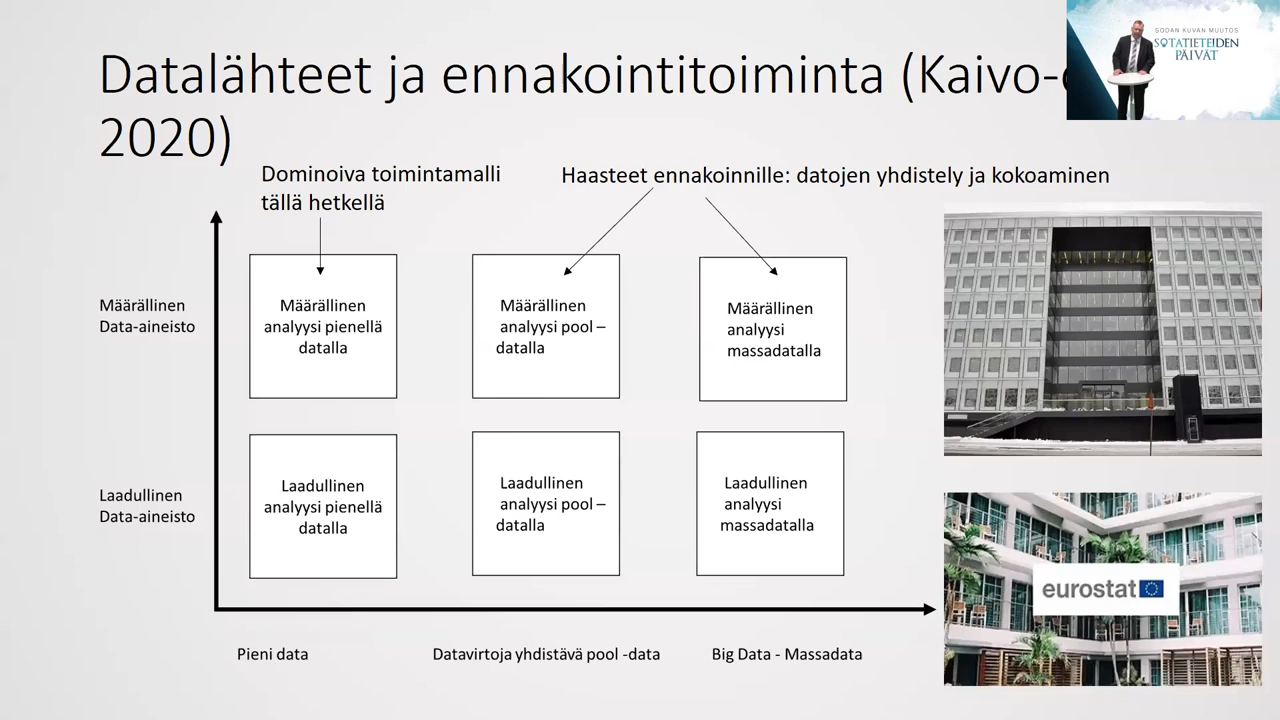 Datalähteet ja ennakointitoiminta (Kaivo-
2020)
SODAN KUVAN MUUTOS
SOTATIETEIDEN
PÄIVÄT
Dominoiva toimintamalli
tällä hetkellä
Haasteet ennakoinnille: datojen yhdistely ja kokoaminen
Määrällinen
Data-aineisto
Määrällinen
analyysi pienellä
datalla
Määrällinen
analyysi pool –
datalla
Määrällinen
analyysi
massadatalla
Laadullinen
Data-aineisto
Laadullinen
analyysi pienellä
datalla
Laadullinen
analyysi pool –
datalla
Laadullinen
analyysi
massadatalla
eurostat
Pieni data
Datavirtoja yhdistävä pool -data
Big Data - Massadata